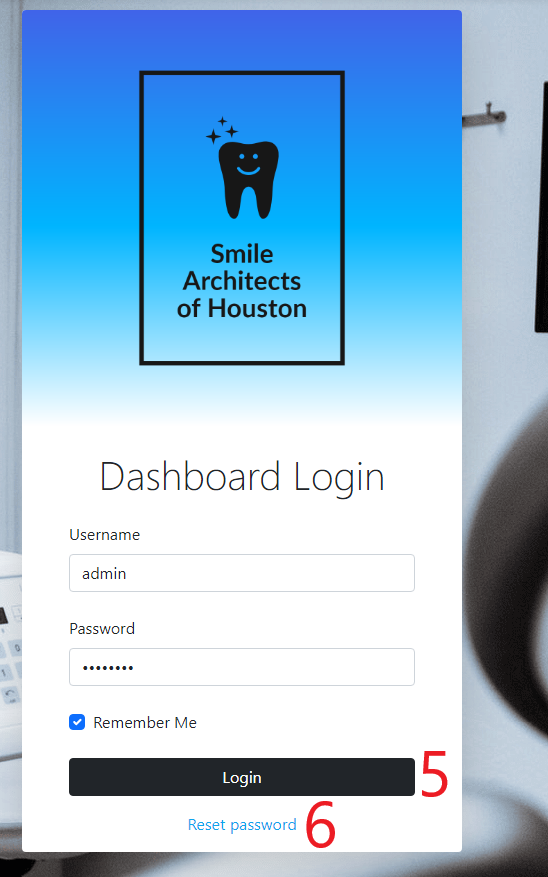 Smile
Architects
of Houston
Dashboard Login
Username
admin
Password
••••••••
Remember Me
Login 5
Reset password 6